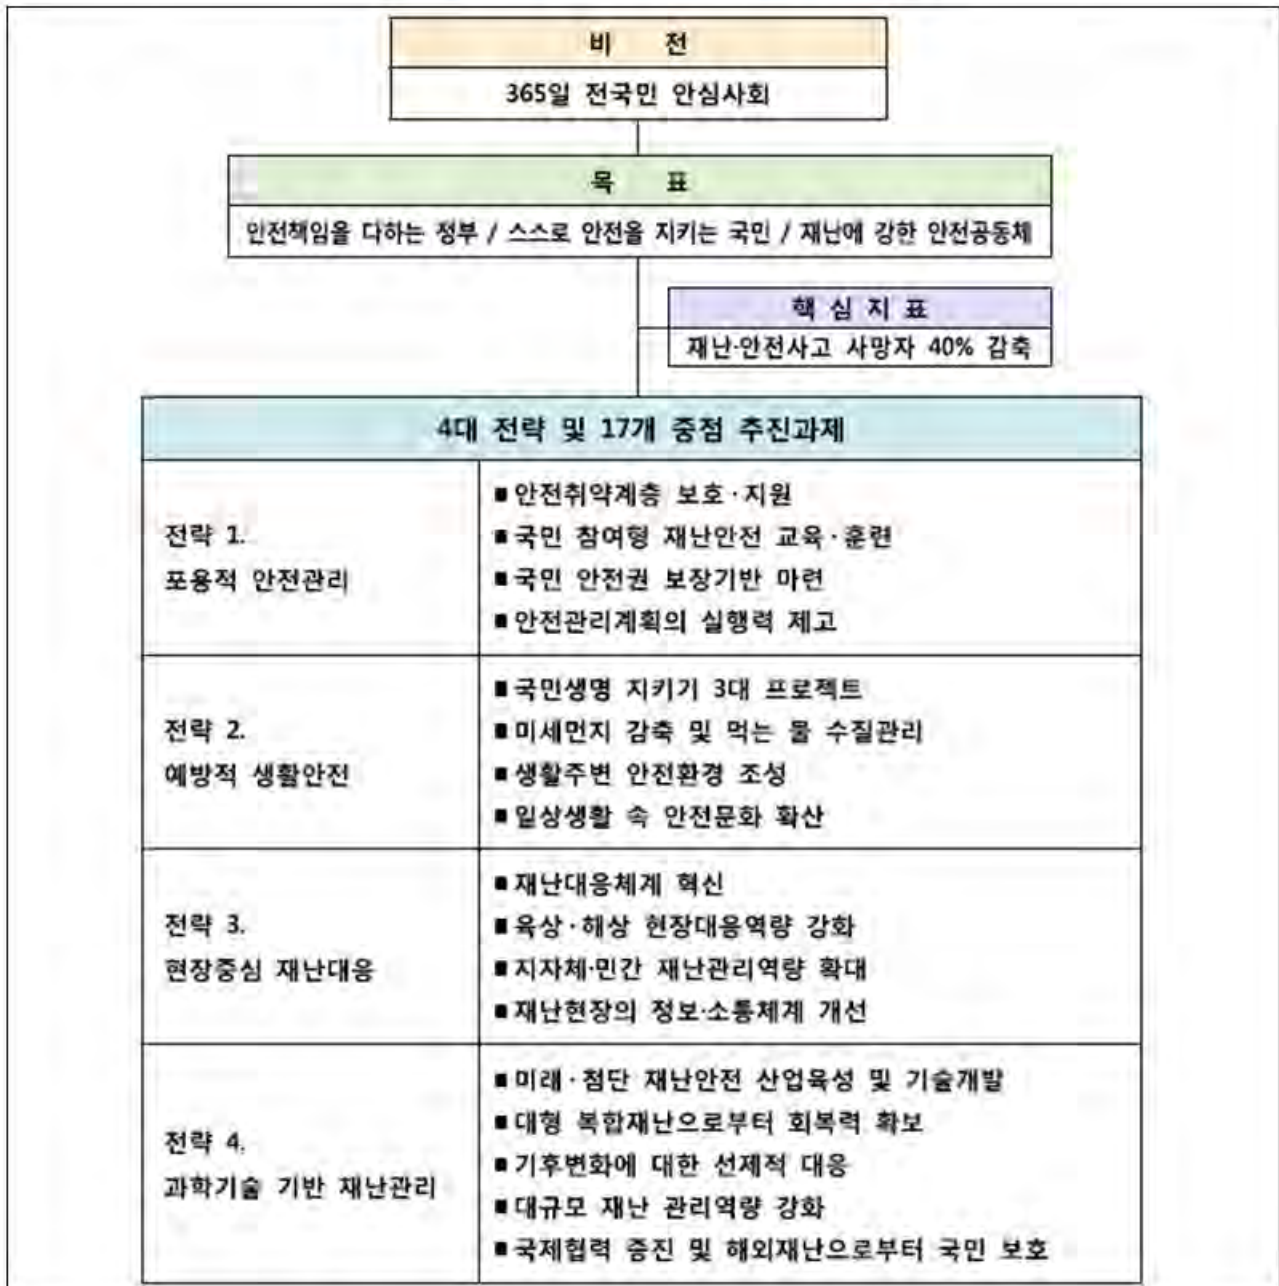 비 전
365일 전국민 안심사회
목 표
안전책임을 다하는 정부 / 스스로 안전을 지키는 국민 / 재난에 강한 안전공동체
핵 심 지 표
재난·안전사고 사망자 40% 감축
4대 전략 및 17개 중점 추진과제
전략 1.
포용적 안전관리
■ 안전취약계층 보호·지원
■ 국민 참여형 재난안전 교육·훈련
■ 국민 안전권 보장기반 마련
■ 안전관리계획의 실행력 제고
전략 2.
예방적 생활안전
■ 국민생명 지키기 3대 프로젝트
■ 미세먼지 감축 및 먹는 물 수질관리
■ 생활주변 안전환경 조성
■ 일상생활 속 안전문화 확산
전략 3.
현장중심 재난대응
■ 재난대응체계 혁신
■ 육상·해상 현장대응역량 강화
■ 지자체·민간 재난관리역량 확대
■ 재난현장의 정보·소통체계 개선
전략 4.
과학기술 기반 재난관리
■ 미래·첨단 재난안전 산업육성 및 기술개발
■ 대형 복합재난으로부터 회복력 확보
■ 기후변화에 대한 선제적 대응
■ 대규모 재난 관리역량 강화
■ 국제협력 증진 및 해외재난으로부터 국민 보호